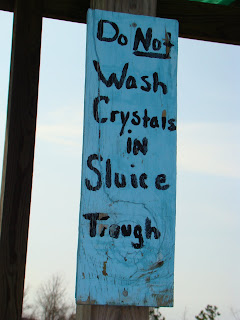 Do Not
Wash
Crystals
in
Sluice
Trough